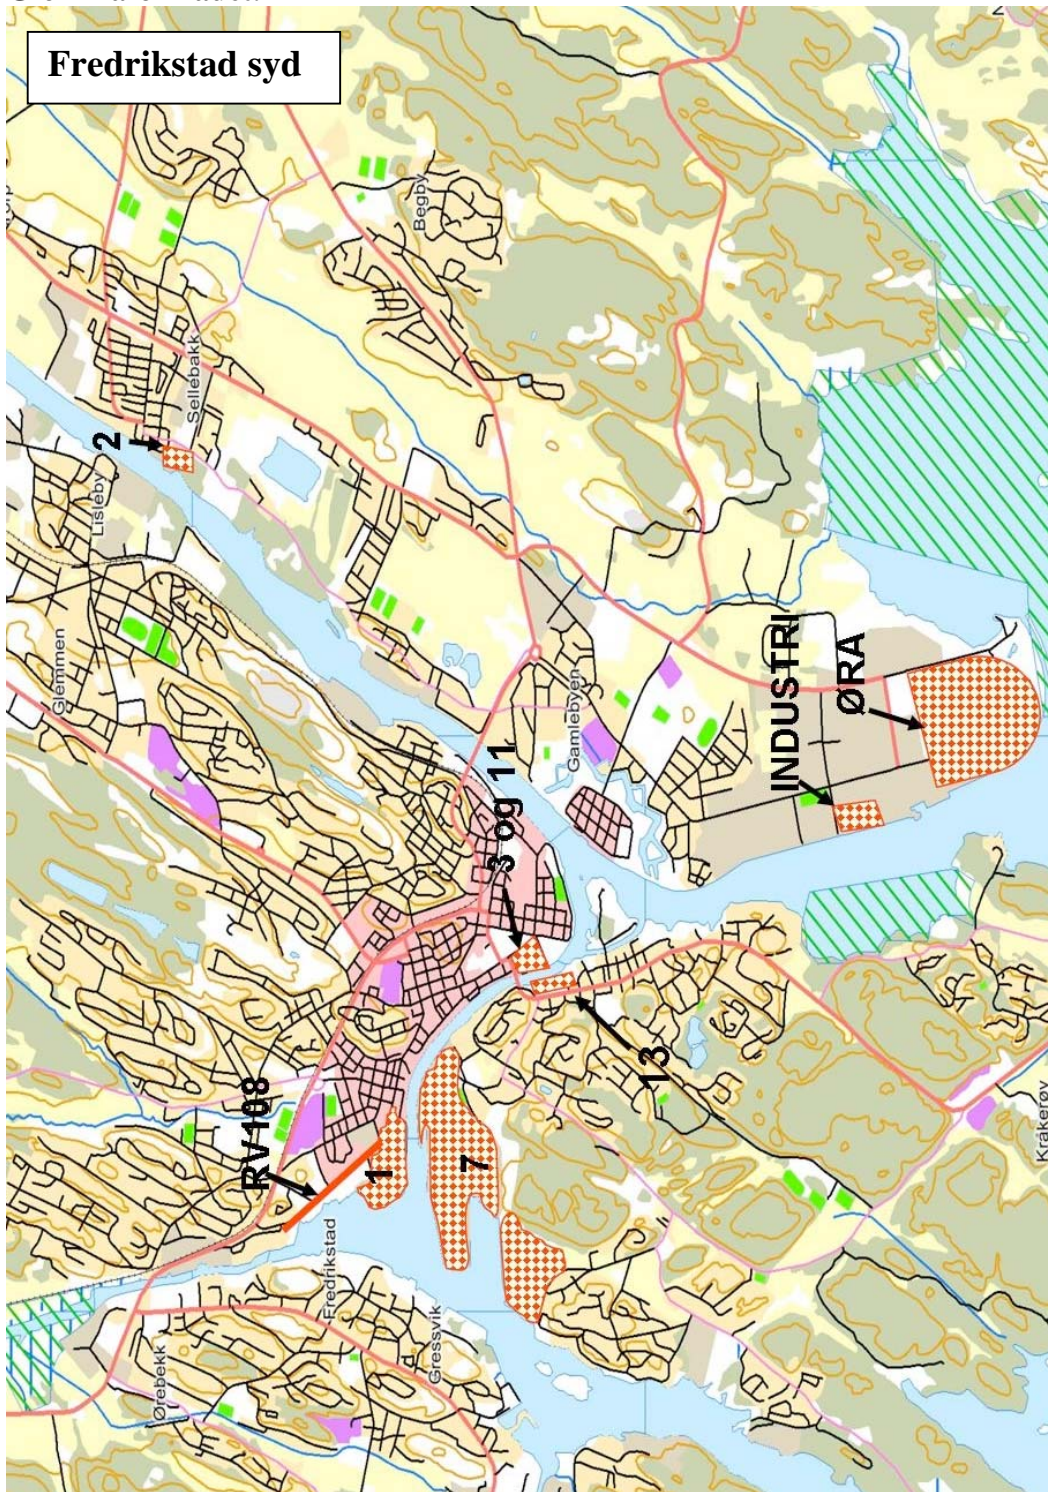 Fredrikstad syd
2
Begby
Sellebakk
2
Lisleby
Glemmen
Gamlebyen
INDUSTRI
ØRA
3 og 11
13
RV108
1
7
Fredrikstad
Gressvik
Ørebekk
Kråkerøy